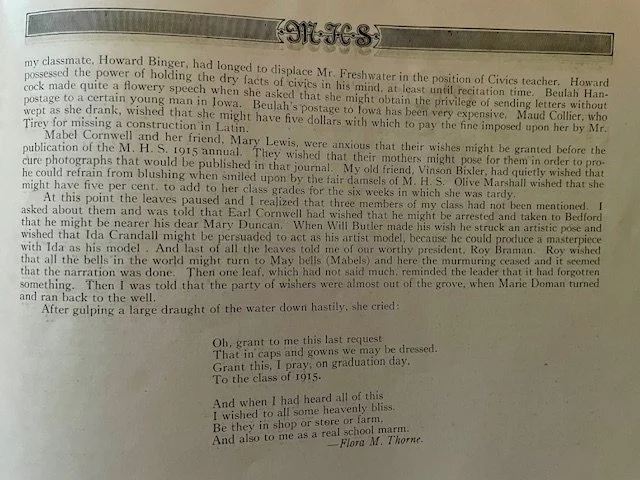 M·H·S
my classmate, Howard Binger, had longed to displace Mr. Freshwater in the position of Civics teacher. Howard
possessed the power of holding the dry facts of civics in his mind, at least until recitation time. Beulah Han-
cock made quite a flowery speech when she asked that she might obtain the privilege of sending letters without
postage to a certain young man in Iowa. Beulah's postage to Iowa has been very expensive. Maud Collier, who
wept as she drank, wished that she might have five dollars with which to pay the fine imposed upon her by Mr.
Tirey for missing a construction in Latin.
Mabel Cornwell and her friend, Mary Lewis, were anxious that their wishes might be granted before the
publication of the M. H. S. 1915 annual. They wished that their mothers might pose for them in order to pro-
cure photographs that would be published in the journal. My old friend, Vinson Bixler, had quietly wished that
he could refrain from blushing when smiled upon by the fair damsels of M. H. S. Olive Marshall wished that she
might have five per cent. to add to her class grades for the six weeks in which she was tardy.
At this point the leaves paused and I realized that three members of my class had not been mentioned. I
asked about them and was told that Earl Cornwell had wished that he might be arrested and taken to Bedford
that he might be nearer his dear Mary Duncan. When Will Butler made his wish he struck an artistic pose and
wished that Ida Crandall might be persuaded to act as his artist model, because he could produce a masterpiece
with Ida as his model. And last of all the leaves told me of our worthy president, Roy Braman. Roy wished
that all the bells in the world might turn to May bells (Mabels) and here the murmuring ceased and it seemed
that the narration was done. Then one leaf, which had not said much, reminded the leader that it had forgotten
something. Then I was told that the party of wishers were almost out of the grove, when Marie Doman turned
and ran back to the well.
After gulping a large draught of the water down hastily, she cried:
Oh, grant to me this last request
That in caps and gowns we may be dressed.
Grant this, I pray, on graduation day,
To the class of 1915.
And when I had heard all of this
I wished to all some heavenly bliss.
Be they in shop or store or farm,
And also to me as a real school marm.
—Flora M. Thorne.